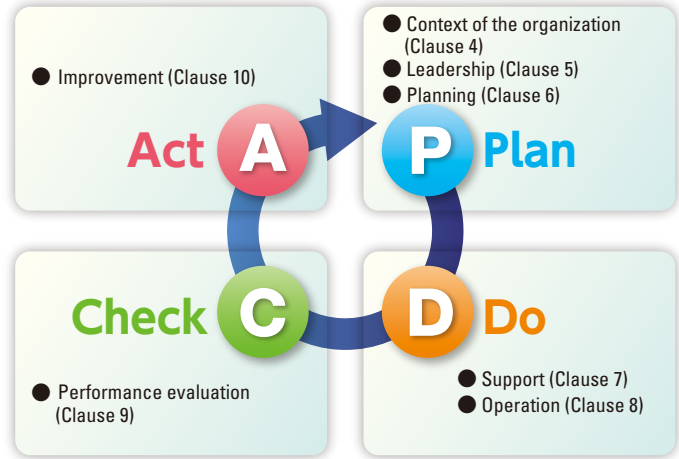 ● Improvement (Clause 10)
A
Act
● Context of the organization
(Clause 4)
● Leadership (Clause 5)
● Planning (Clause 6)
P
Plan
Check
C
● Performance evaluation
(Clause 9)
D
Do
● Support (Clause 7)
● Operation (Clause 8)